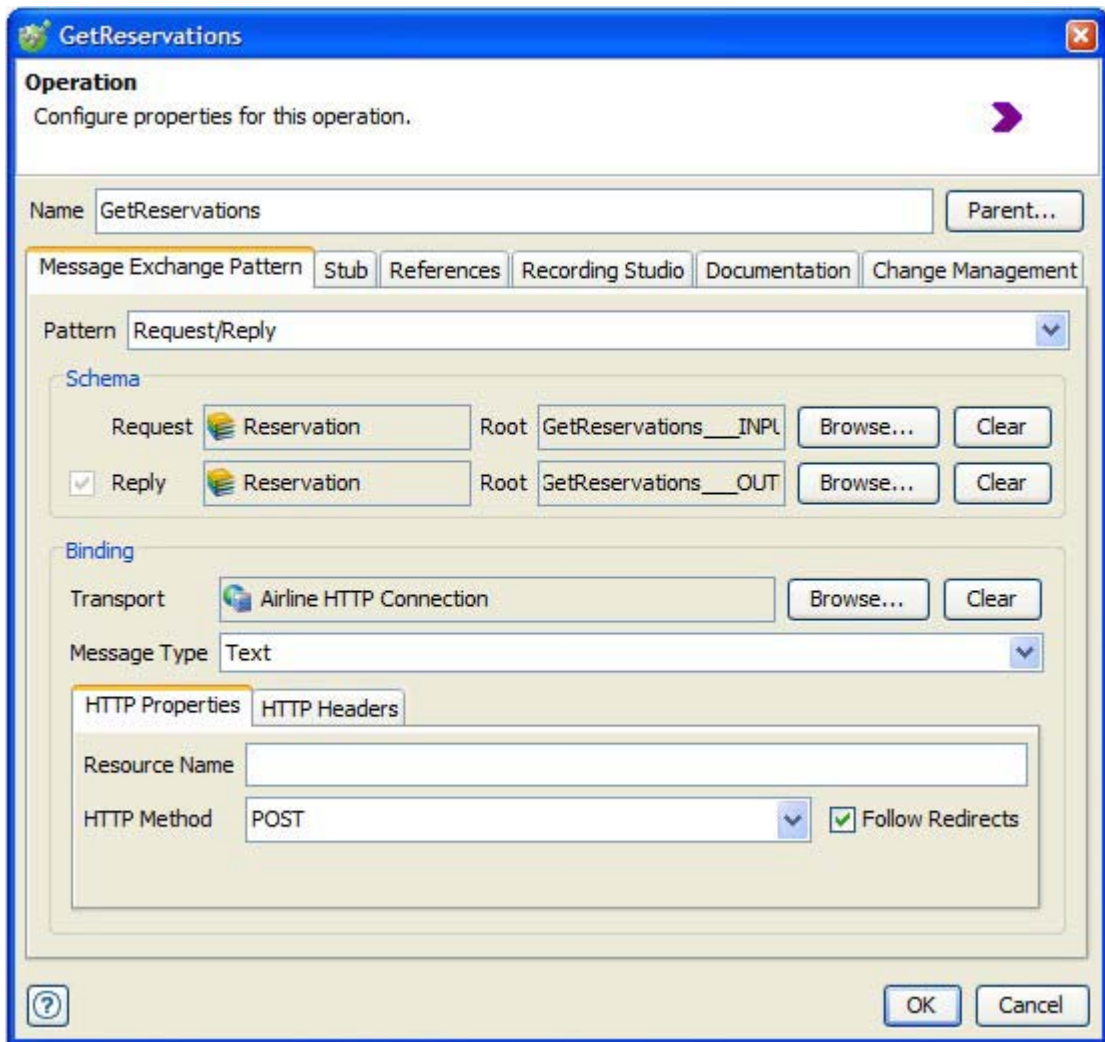 GetReservations
Operation
Configure properties for this operation.
Name GetReservations Parent...
Message Exchange Pattern Stub References Recording Studio Documentation Change Management
Pattern Request/Reply
Schema
Request Reservation Root GetReservations___INPU Browse... Clear
Reply Reservation Root GetReservations___OUT Browse... Clear
Binding
Transport Airline HTTP Connection Browse... Clear
Message Type Text
HTTP Properties HTTP Headers
Resource Name
HTTP Method POST Follow Redirects
? OK Cancel